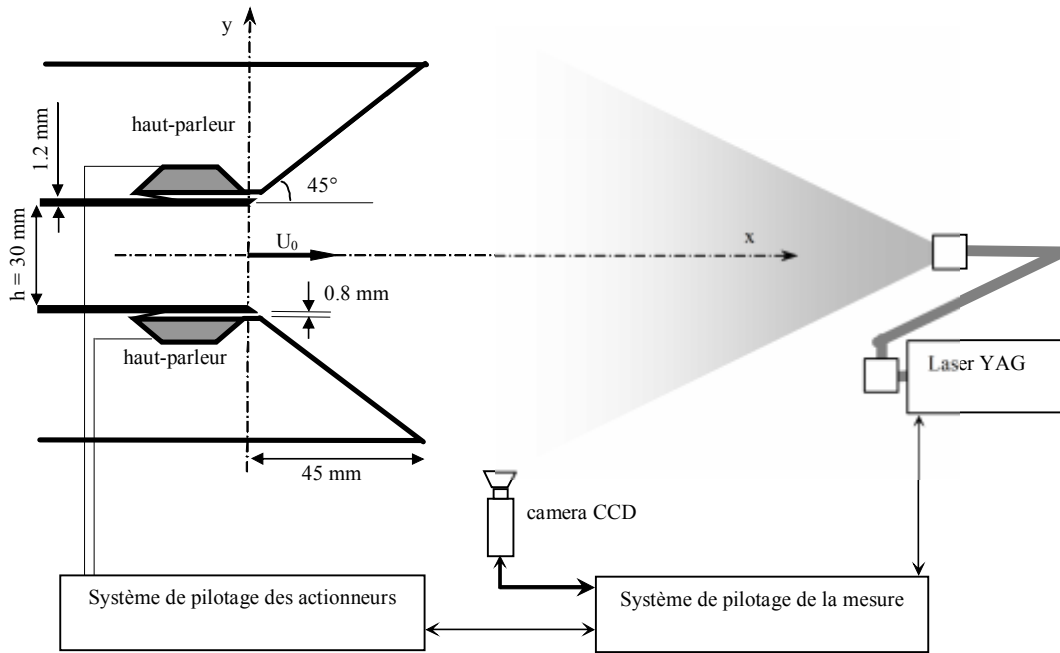 y
haut-parleur
1.2 mm
45°
U₀
x
h = 30 mm
0.8 mm
haut-parleur
Laser YAG
45 mm
camera CCD
Système de pilotage des actionneurs
Système de pilotage de la mesure